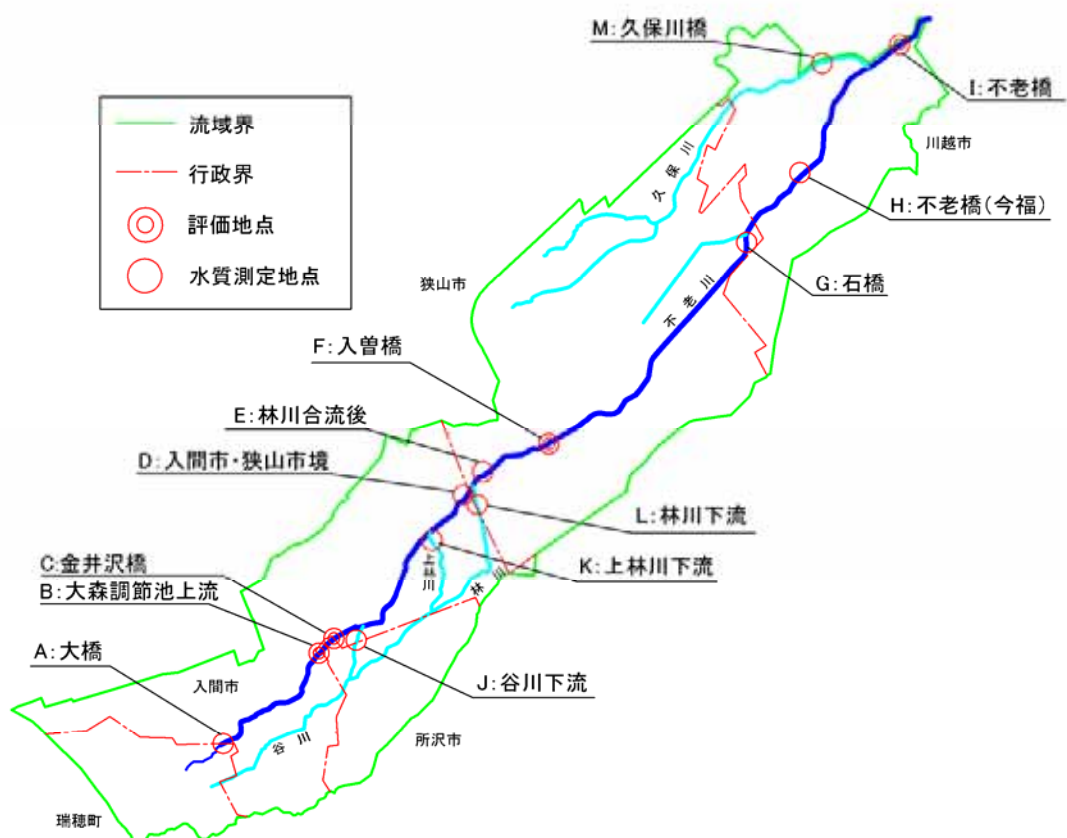 M:久保川橋
I:不老橋
流域界
行政界
評価地点
水質測定地点
川越市
久保川
H:不老橋(今福)
狭山市
G:石橋
不老川
F:入曽橋
E:林川合流後
D:入間市・狭山市境
L:林川下流
K:上林川下流
上林川
林川
C:金井沢橋
B:大森調節池上流
A:大橋
J:谷川下流
入間市
谷川
所沢市
瑞穂町